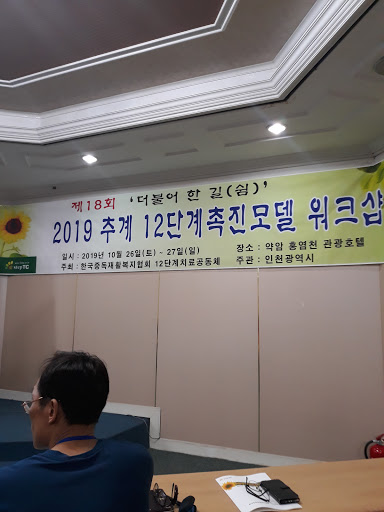 제18회 '더불어 한 길(쉼)'
2019 추계 12단계촉진모델 워크샵
일시 : 2019년 10월 26일(토) ~ 27일(일) 장소 : 약암 홍염천 관광호텔
주최 : 한국중독재활복지협회 12단계치료공동체 주관 : 인천광역시